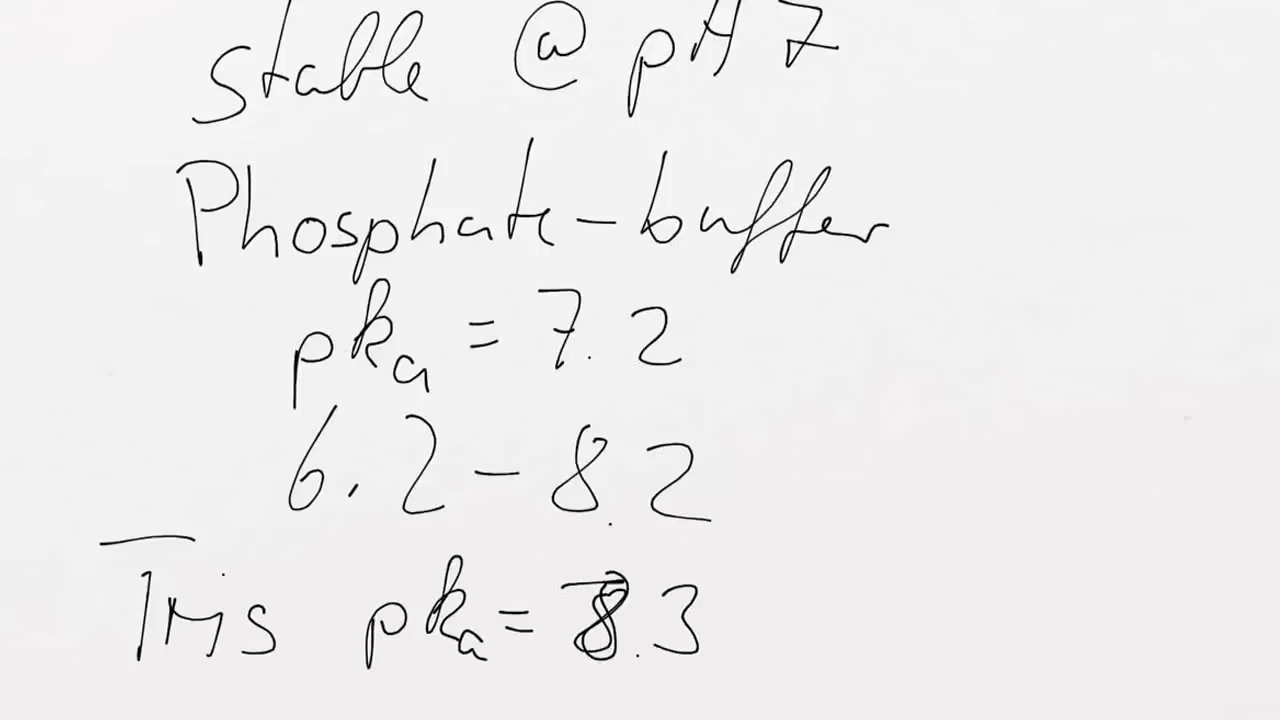 stable @ pH 7
Phosphate-buffer
pka = 7.2
6.2-8.2
Tris pka = 8.3